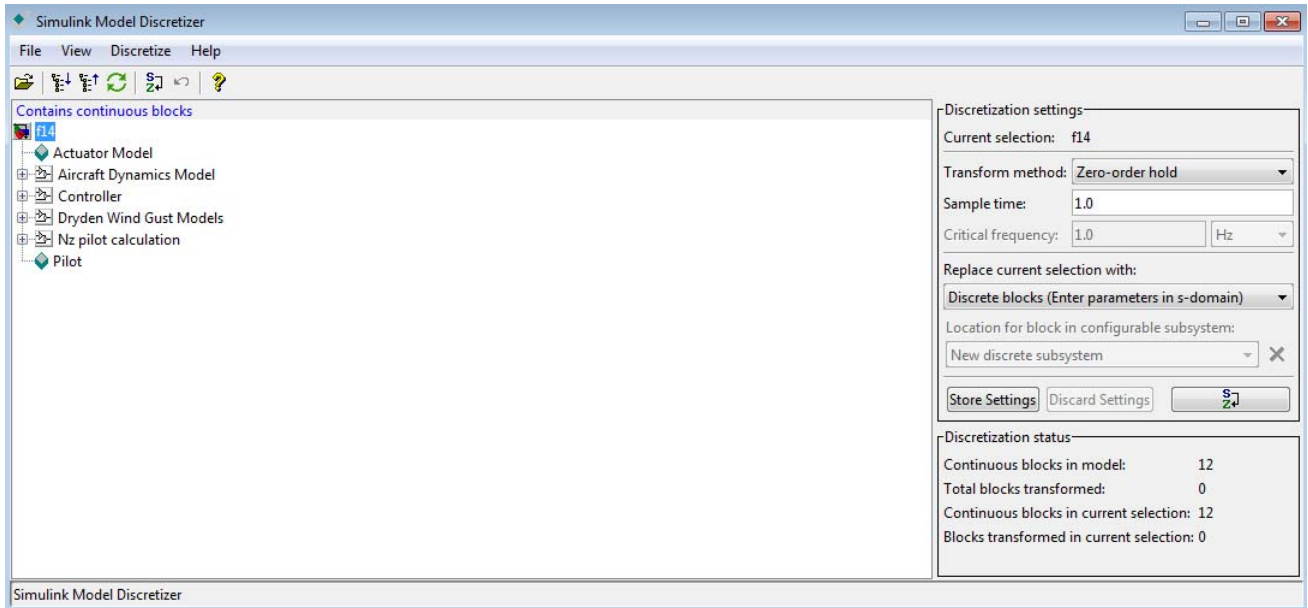 Simulink Model Discretizer
File View Discretize Help
Contains continuous blocks
f14
Actuator Model
Aircraft Dynamics Model
Controller
Dryden Wind Gust Models
Nz pilot calculation
Pilot
Discretization settings
Current selection: f14
Transform method: Zero-order hold
Sample time: 1.0
Critical frequency: 1.0 Hz
Replace current selection with:
Discrete blocks (Enter parameters in s-domain)
Location for block in configurable subsystem:
New discrete subsystem
Store Settings Discard Settings S Z
Discretization status
Continuous blocks in model: 12
Total blocks transformed: 0
Continuous blocks in current selection: 12
Blocks transformed in current selection: 0
Simulink Model Discretizer